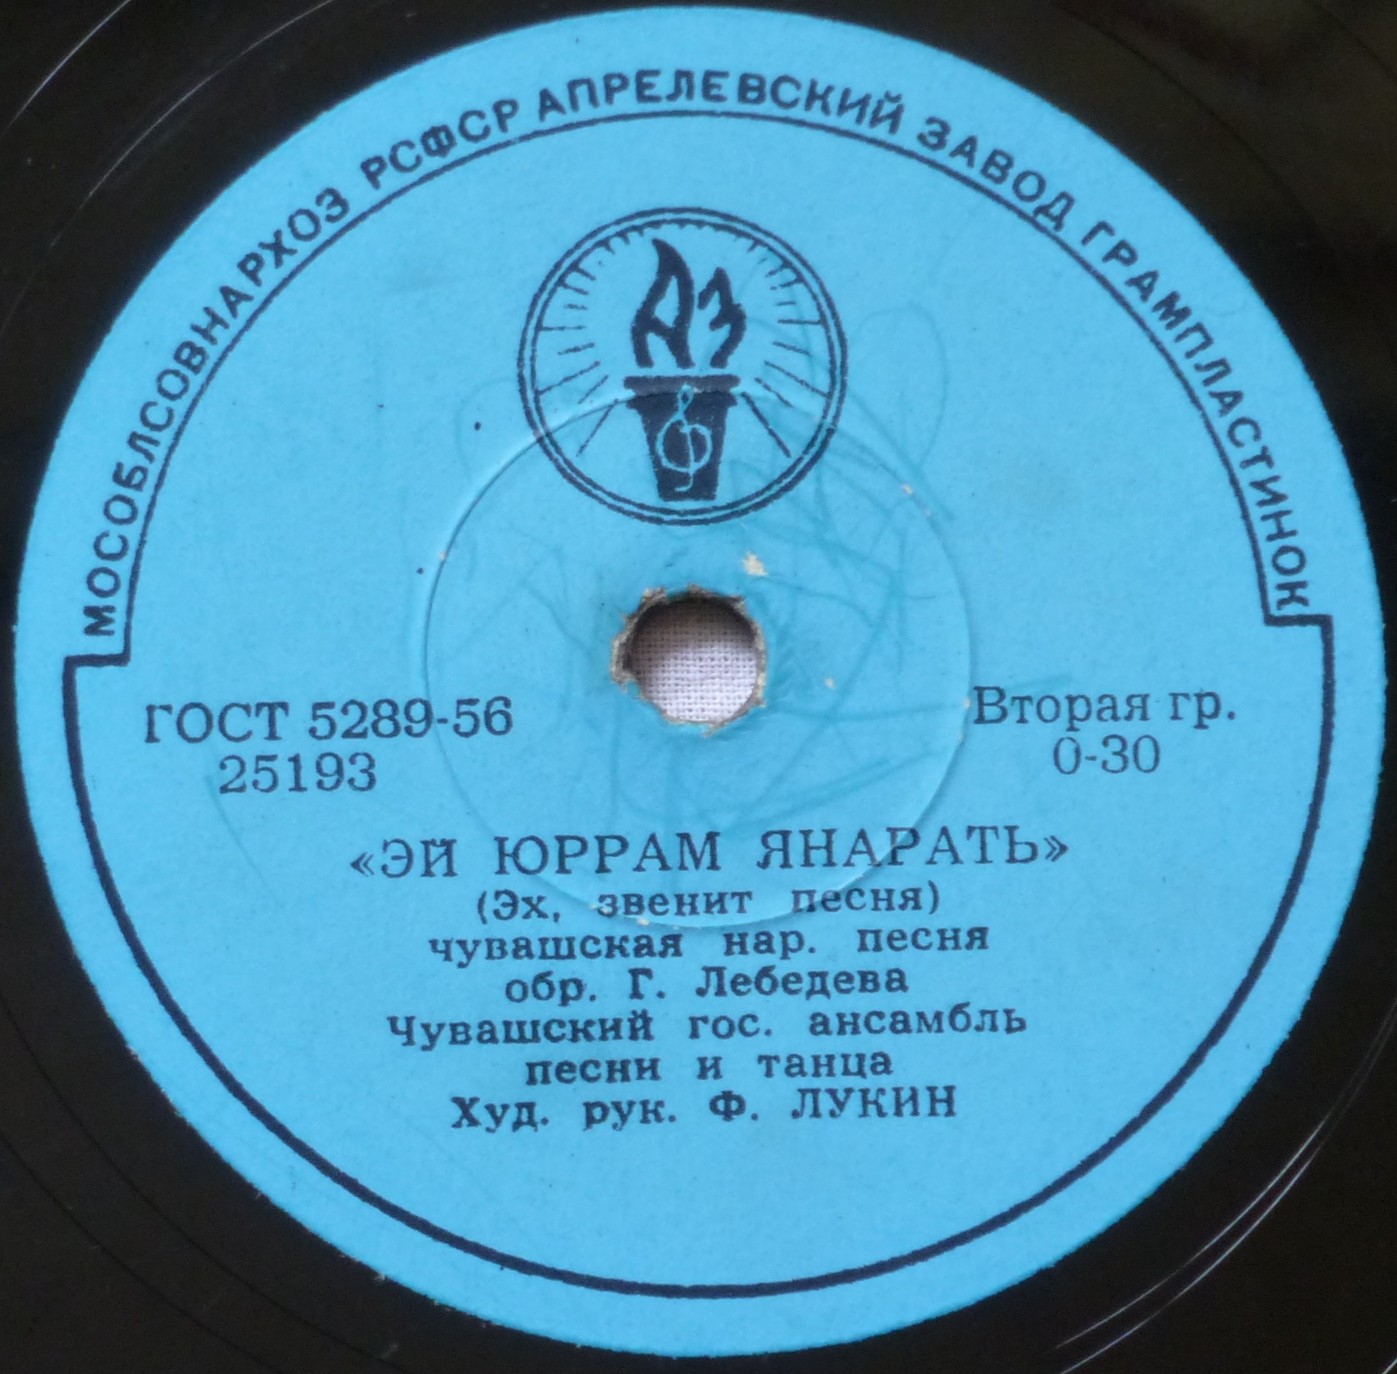 МОСОБЛСОВНАРХОЗ РСФСР АПРЕЛЕВСКИЙ ЗАВОД ГРАМПЛАСТИНОК
АЗ
ГОСТ 5289-56
25193
Вторая гр.
0-30
«ЭЙ ЮРРАМ ЯНАРАТЬ»
(Эх, звенит песня)
чувашская нар. песня
обр. Г. Лебедева
Чувашский гос. ансамбль
песни и танца
Худ. рук. Ф. ЛУКИН